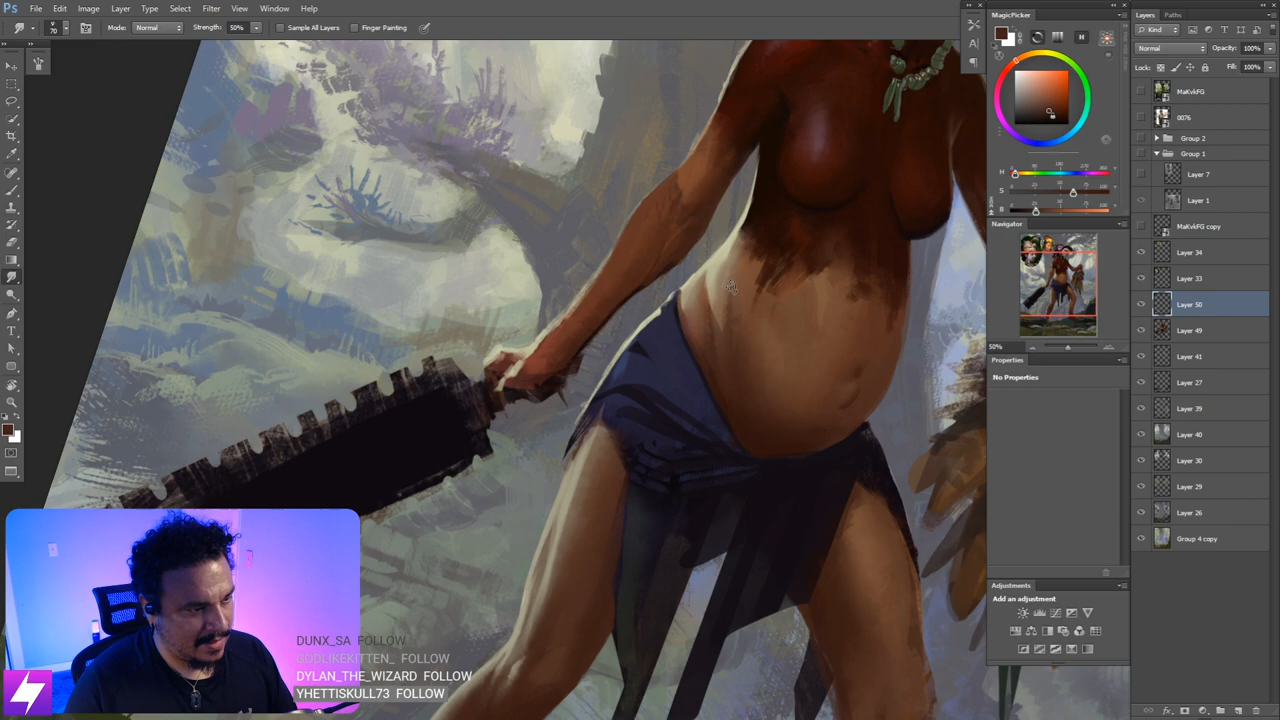 Ps File Edit Image Layer Type Select Filter View Window Help
70 Mode: Normal Strength: 50% Sample All Layers Finger Painting
MagicPicker
H
H
S
B
Navigator
50%
Properties
No Properties
Adjustments
Add an adjustment
Layers Paths
Kind
Normal Opacity: 100%
Lock: Fill: 100%
MaKvkFG
0076
Group 2
Group 1
Layer 7
Layer 1
MaKvkFG copy
Layer 34
Layer 33
Layer 50
Layer 49
Layer 41
Layer 27
Layer 39
Layer 40
Layer 30
Layer 29
Layer 26
Group 4 copy
DUNX_SA FOLLOW
GODLIKEKITTEN_ FOLLOW
DYLAN_THE_WIZARD FOLLOW
YHETTISKULL73 FOLLOW